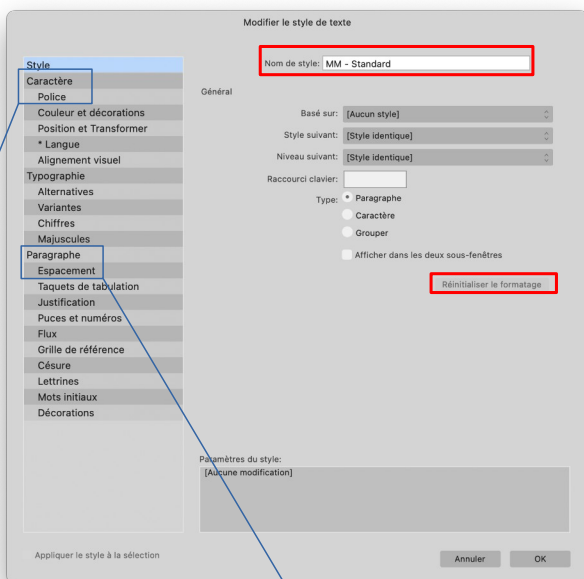 Modifier le style de texte
Style
Caractère
Police
Couleur et décorations
Position et Transformer
* Langue
Alignement visuel
Typographie
Alternatives
Variantes
Chiffres
Majuscules
Paragraphe
Espacement
Taquets de tabulation
Justification
Puces et numéros
Flux
Grille de référence
Césure
Lettrines
Mots initiaux
Décorations
Nom de style: MM - Standard
Général
Basé sur: [Aucun style]
Style suivant: [Style identique]
Niveau suivant: [Style identique]
Raccourci clavier:
Type: Paragraphe
Caractère
Grouper
Afficher dans les deux sous-fenêtres
Réinitialiser le formatage
Paramètres du style:
[Aucune modification]
Appliquer le style à la sélection
Annuler OK